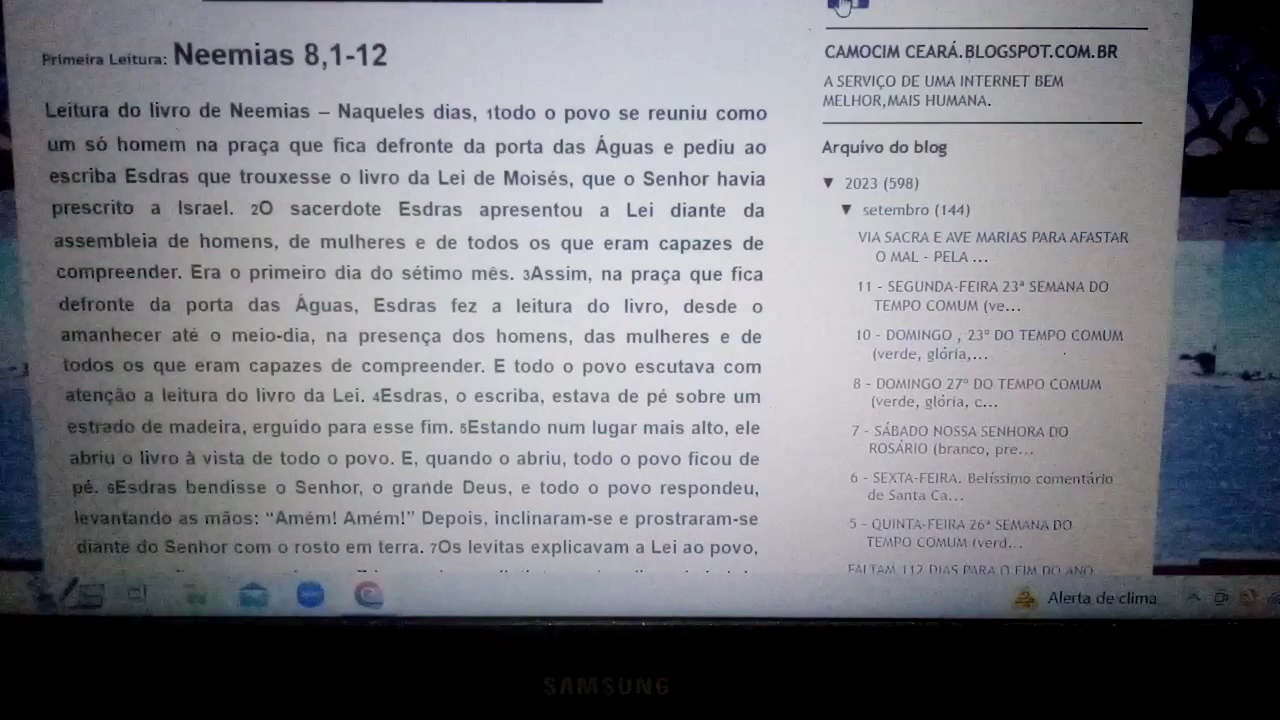 Primeira Leitura: Neemias 8,1-12
Leitura do livro de Neemias – Naqueles dias, 1todo o povo se reuniu como
um só homem na praça que fica defronte da porta das Águas e pediu ao
escriba Esdras que trouxesse o livro da Lei de Moisés, que o Senhor havia
prescrito a Israel. 2O sacerdote Esdras apresentou a Lei diante da
assembleia de homens, de mulheres e de todos os que eram capazes de
compreender. Era o primeiro dia do sétimo mês. 3Assim, na praça que fica
defronte da porta das Águas, Esdras fez a leitura do livro, desde o
amanhecer até o meio-dia, na presença dos homens, das mulheres e de
todos os que eram capazes de compreender. E todo o povo escutava com
atenção a leitura do livro da Lei. 4Esdras, o escriba, estava de pé sobre um
estrado de madeira, erguido para esse fim. 5Estando num lugar mais alto, ele
abriu o livro à vista de todo o povo. E, quando o abriu, todo o povo ficou de
pé. 6Esdras bendisse o Senhor, o grande Deus, e todo o povo respondeu,
levantando as mãos: “Amém! Amém!” Depois, inclinaram-se e prostraram-se
diante do Senhor com o rosto em terra. 7Os levitas explicavam a Lei ao povo,
CAMOCIM CEARÁ.BLOGSPOT.COM.BR
A SERVIÇO DE UMA INTERNET BEM
MELHOR,MAIS HUMANA.
Arquivo do blog
▼ 2023 (598)
▼ setembro (144)
VIA SACRA E AVE MARIAS PARA AFASTAR
O MAL - PELA ...
11 - SEGUNDA-FEIRA 23ª SEMANA DO
TEMPO COMUM (ve...
10 - DOMINGO , 23º DO TEMPO COMUM
(verde, glória,...
8 - DOMINGO 27º DO TEMPO COMUM
(verde, glória, c...
7 - SÁBADO NOSSA SENHORA DO
ROSÁRIO (branco, pre...
6 - SEXTA-FEIRA. Belíssimo comentário
de Santa Ca...
5 - QUINTA-FEIRA 26ª SEMANA DO
TEMPO COMUM (verd...
FALTAM 112 DIAS PARA O FIM DO ANO
Alerta de clima
SAMSUNG